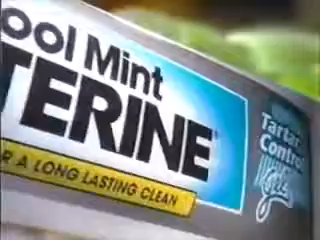 ool Mint
TERINE®
R A LONG LASTING CLEAN
Tartar
Control